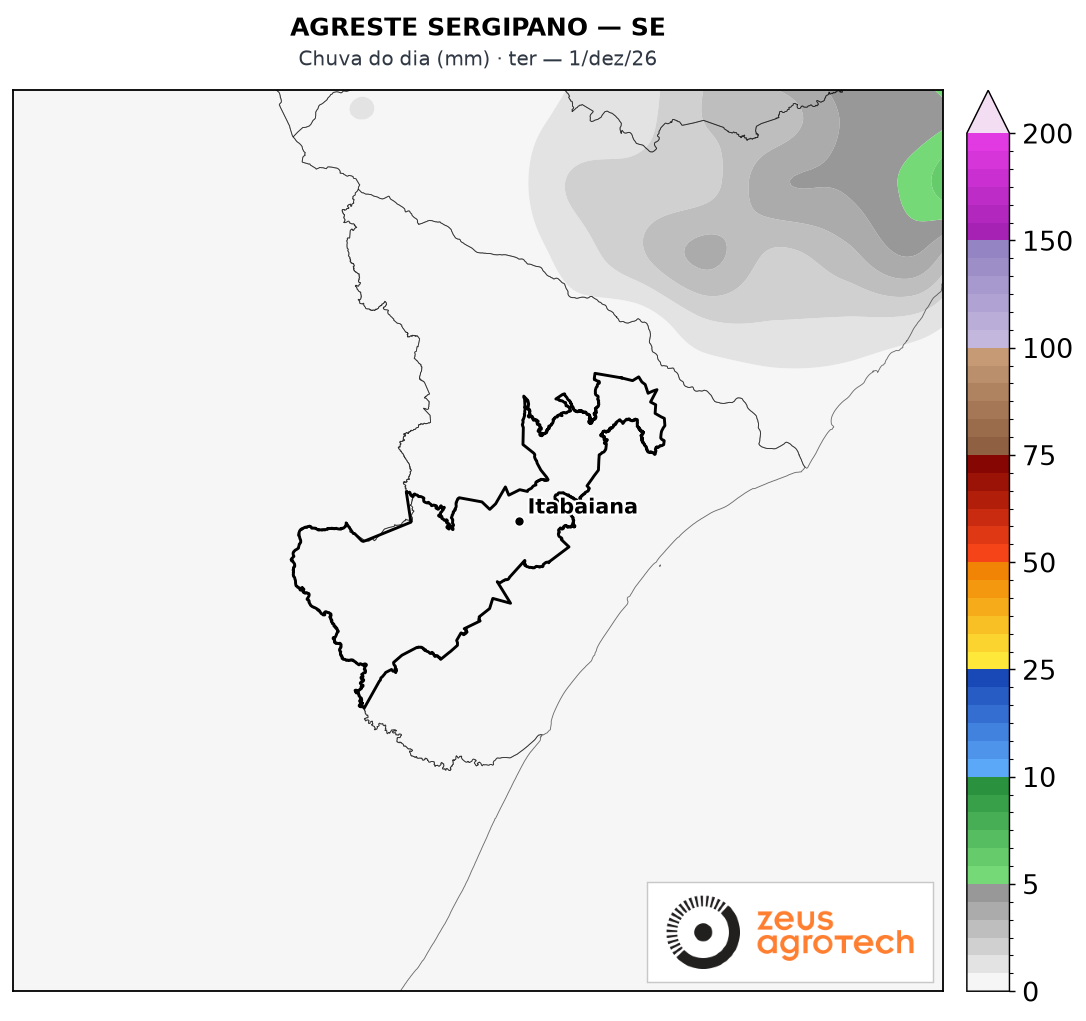 AGRESTE SERGIPANO — SE
Chuva do dia (mm) · ter — 1/dez/26
200
150
100
75
50
25
10
5
0
Itabaiana
zeus
agrotech